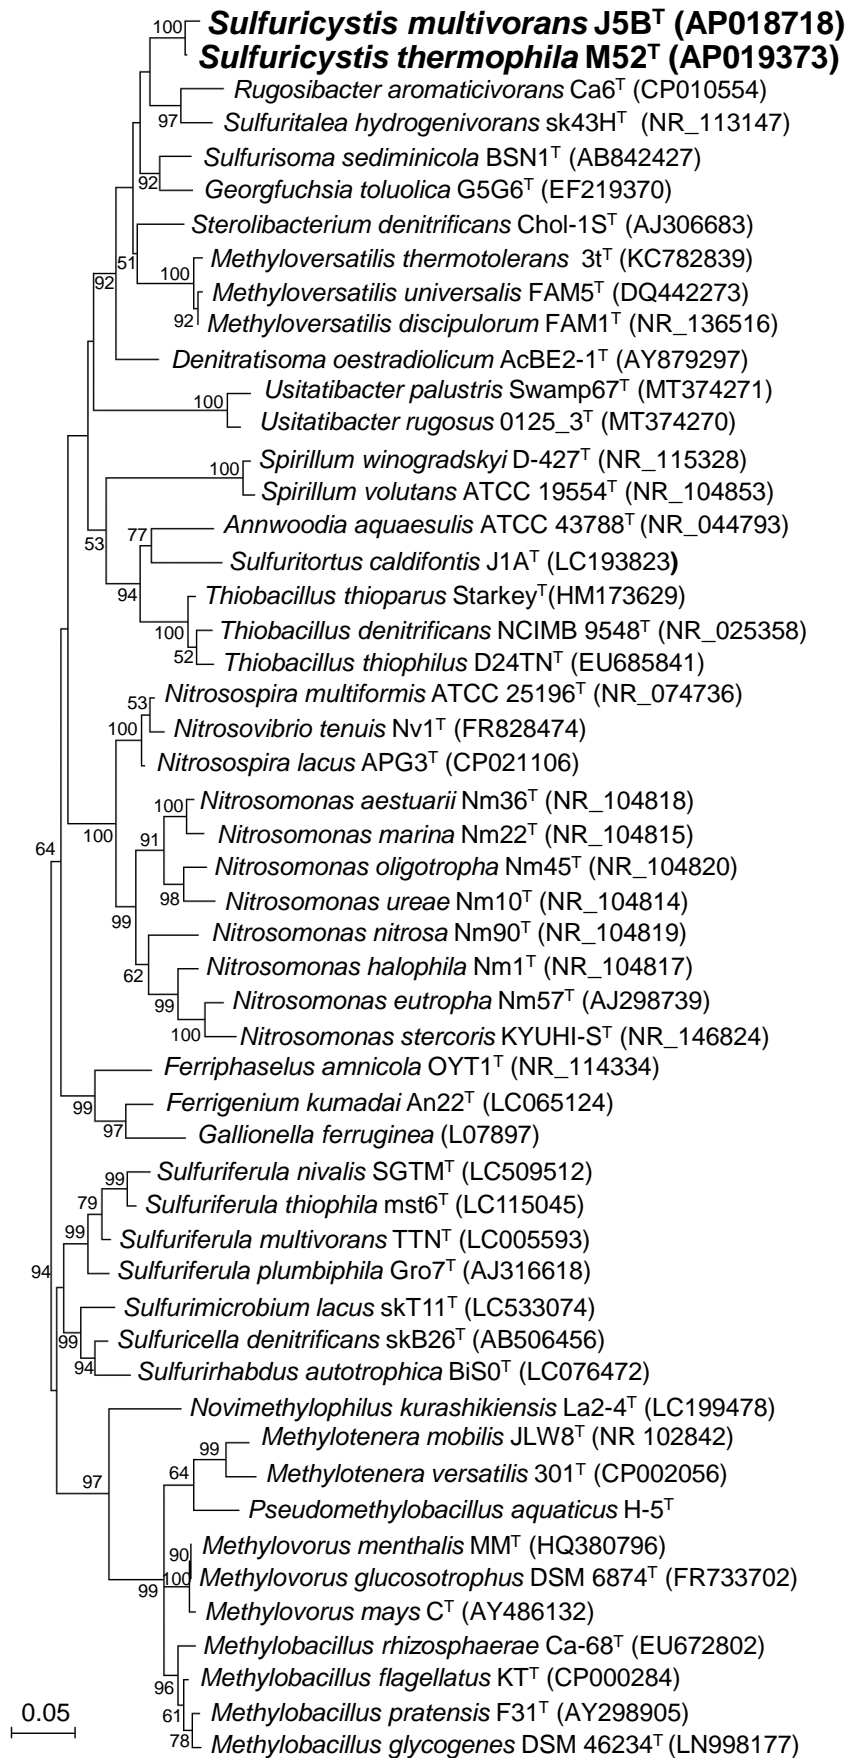 100 Sulfuricystis multivorans J5Bᵀ (AP018718)
Sulfuricystis thermophila M52ᵀ (AP019373)
Rugosibacter aromaticivorans Ca6ᵀ (CP010554)
97 Sulfuritalea hydrogenivorans sk43Hᵀ (NR_113147)
Sulfurisoma sediminicola BSN1ᵀ (AB842427)
92 Georgfuchsia toluolica G5G6ᵀ (EF219370)
Sterolibacterium denitrificans Chol-1Sᵀ (AJ306683)
51 100 Methyloversatilis thermotolerans 3tᵀ (KC782839)
92 Methyloversatilis universalis FAM5ᵀ (DQ442273)
92 Methyloversatilis discipulorum FAM1ᵀ (NR_136516)
Denitratisoma oestradiolicum AcBE2-1ᵀ (AY879297)
Usitatibacter palustris Swamp67ᵀ (MT374271)
100 Usitatibacter rugosus 0125_3ᵀ (MT374270)
Spirillum winogradskyi D-427ᵀ (NR_115328)
100 Spirillum volutans ATCC 19554ᵀ (NR_104853)
77 Annwoodia aquaesulis ATCC 43788ᵀ (NR_044793)
53 Sulfuritortus caldifontis J1Aᵀ (LC193823)
94 Thiobacillus thioparus Starkeyᵀ(HM173629)
100 Thiobacillus denitrificans NCIMB 9548ᵀ (NR_025358)
52 Thiobacillus thiophilus D24TNᵀ (EU685841)
53 Nitrosospira multiformis ATCC 25196ᵀ (NR_074736)
100 Nitrosovibrio tenuis Nv1ᵀ (FR828474)
Nitrosospira lacus APG3ᵀ (CP021106)
100 Nitrosomonas aestuarii Nm36ᵀ (NR_104818)
100 91 Nitrosomonas marina Nm22ᵀ (NR_104815)
64 Nitrosomonas oligotropha Nm45ᵀ (NR_104820)
98 Nitrosomonas ureae Nm10ᵀ (NR_104814)
99 Nitrosomonas nitrosa Nm90ᵀ (NR_104819)
62 Nitrosomonas halophila Nm1ᵀ (NR_104817)
99 Nitrosomonas eutropha Nm57ᵀ (AJ298739)
100 Nitrosomonas stercoris KYUHI-Sᵀ (NR_146824)
Ferriphaselus amnicola OYT1ᵀ (NR_114334)
99 Ferrigenium kumadai An22ᵀ (LC065124)
97 Gallionella ferruginea (L07897)
99 Sulfuriferula nivalis SGTMᵀ (LC509512)
79 Sulfuriferula thiophila mst6ᵀ (LC115045)
99 Sulfuriferula multivorans TTNᵀ (LC005593)
94 Sulfuriferula plumbiphila Gro7ᵀ (AJ316618)
Sulfurimicrobium lacus skT11ᵀ (LC533074)
99 Sulfuricella denitrificans skB26ᵀ (AB506456)
94 Sulfurirhabdus autotrophica BiS0ᵀ (LC076472)
Novimethylophilus kurashikiensis La2-4ᵀ (LC199478)
99 Methylotenera mobilis JLW8ᵀ (NR 102842)
97 64 Methylotenera versatilis 301ᵀ (CP002056)
Pseudomethylobacillus aquaticus H-5ᵀ
90 Methylovorus menthalis MMᵀ (HQ380796)
99 100 Methylovorus glucosotrophus DSM 6874ᵀ (FR733702)
Methylovorus mays Cᵀ (AY486132)
Methylobacillus rhizosphaerae Ca-68ᵀ (EU672802)
96 Methylobacillus flagellatus KTᵀ (CP000284)
0.05 61 Methylobacillus pratensis F31ᵀ (AY298905)
78 Methylobacillus glycogenes DSM 46234ᵀ (LN998177)